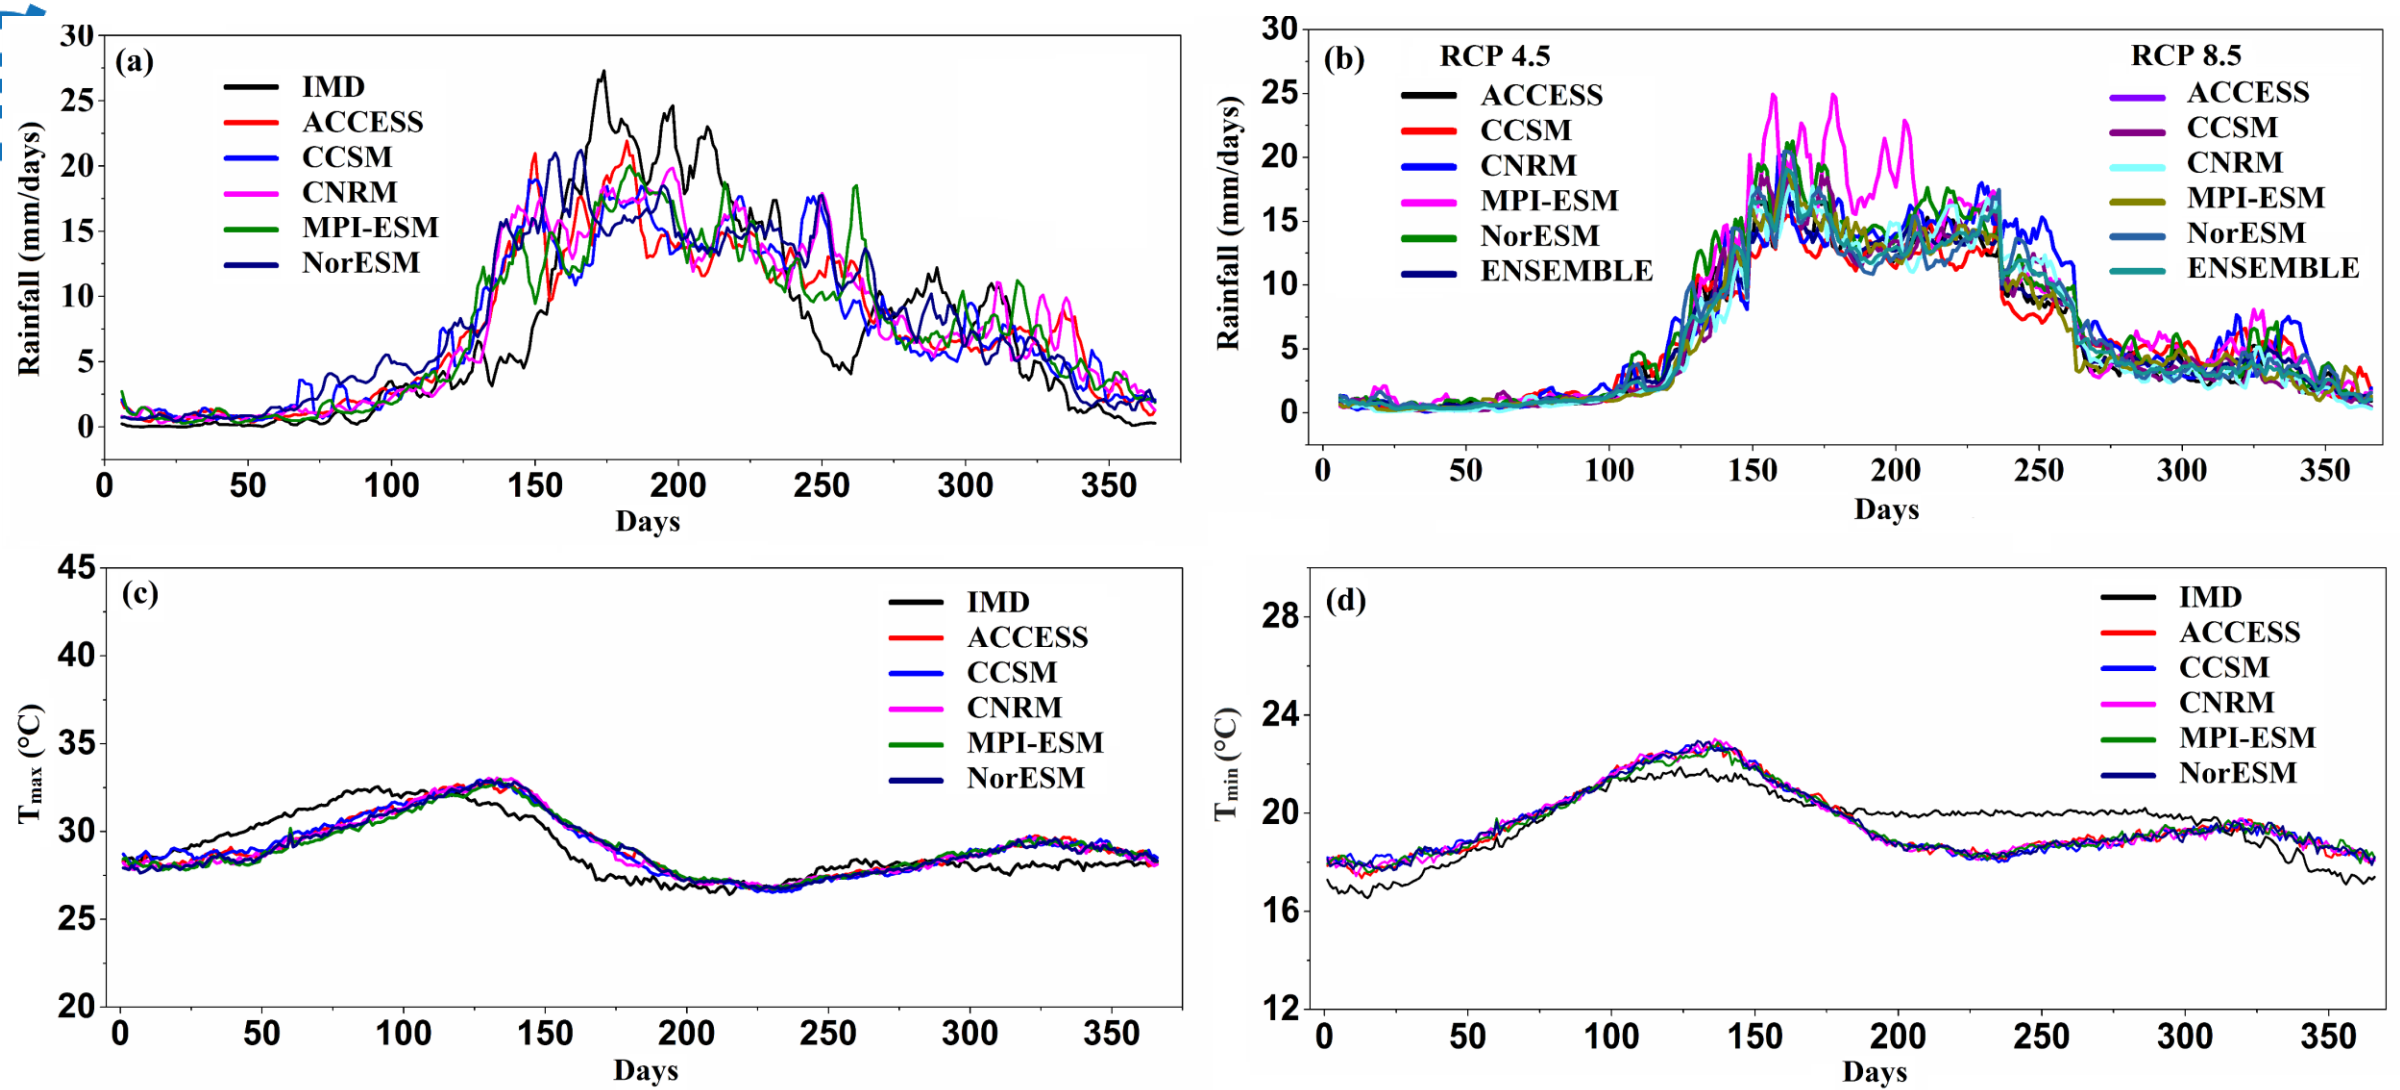 (a)
IMD
ACCESS
CCSM
CNRM
MPI-ESM
NorESM
30
25
20
15
10
5
0
Rainfall (mm/days)
0 50 100 150 200 250 300 350
Days
(b)
RCP 4.5
ACCESS
CCSM
CNRM
MPI-ESM
NorESM
ENSEMBLE
RCP 8.5
ACCESS
CCSM
CNRM
MPI-ESM
NorESM
ENSEMBLE
30
25
20
15
10
5
0
Rainfall (mm/days)
0 50 100 150 200 250 300 350
Days
(c)
IMD
ACCESS
CCSM
CNRM
MPI-ESM
NorESM
45
40
35
30
25
20
Tmax (°C)
0 50 100 150 200 250 300 350
Days
(d)
IMD
ACCESS
CCSM
CNRM
MPI-ESM
NorESM
28
24
20
16
12
Tmin (°C)
0 50 100 150 200 250 300 350
Days